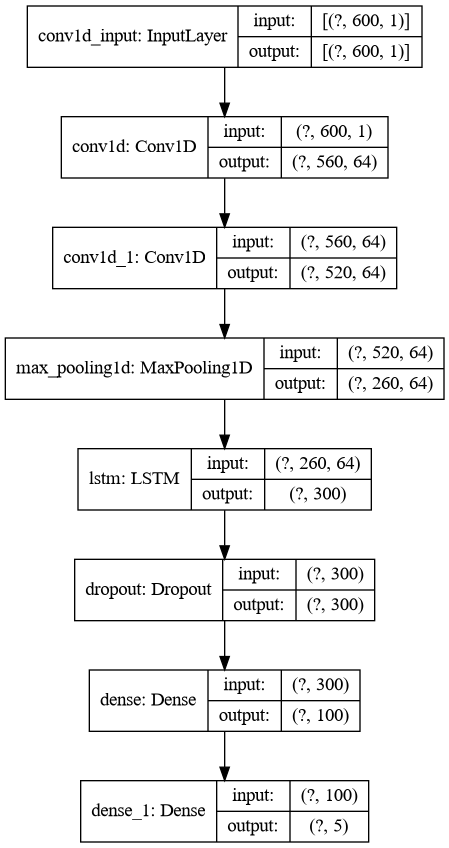 conv1d_input: InputLayer
input: [(?, 600, 1)]
output: [(?, 600, 1)]
conv1d: Conv1D
input: (?, 600, 1)
output: (?, 560, 64)
conv1d_1: Conv1D
input: (?, 560, 64)
output: (?, 520, 64)
max_pooling1d: MaxPooling1D
input: (?, 520, 64)
output: (?, 260, 64)
lstm: LSTM
input: (?, 260, 64)
output: (?, 300)
dropout: Dropout
input: (?, 300)
output: (?, 300)
dense: Dense
input: (?, 300)
output: (?, 100)
dense_1: Dense
input: (?, 100)
output: (?, 5)